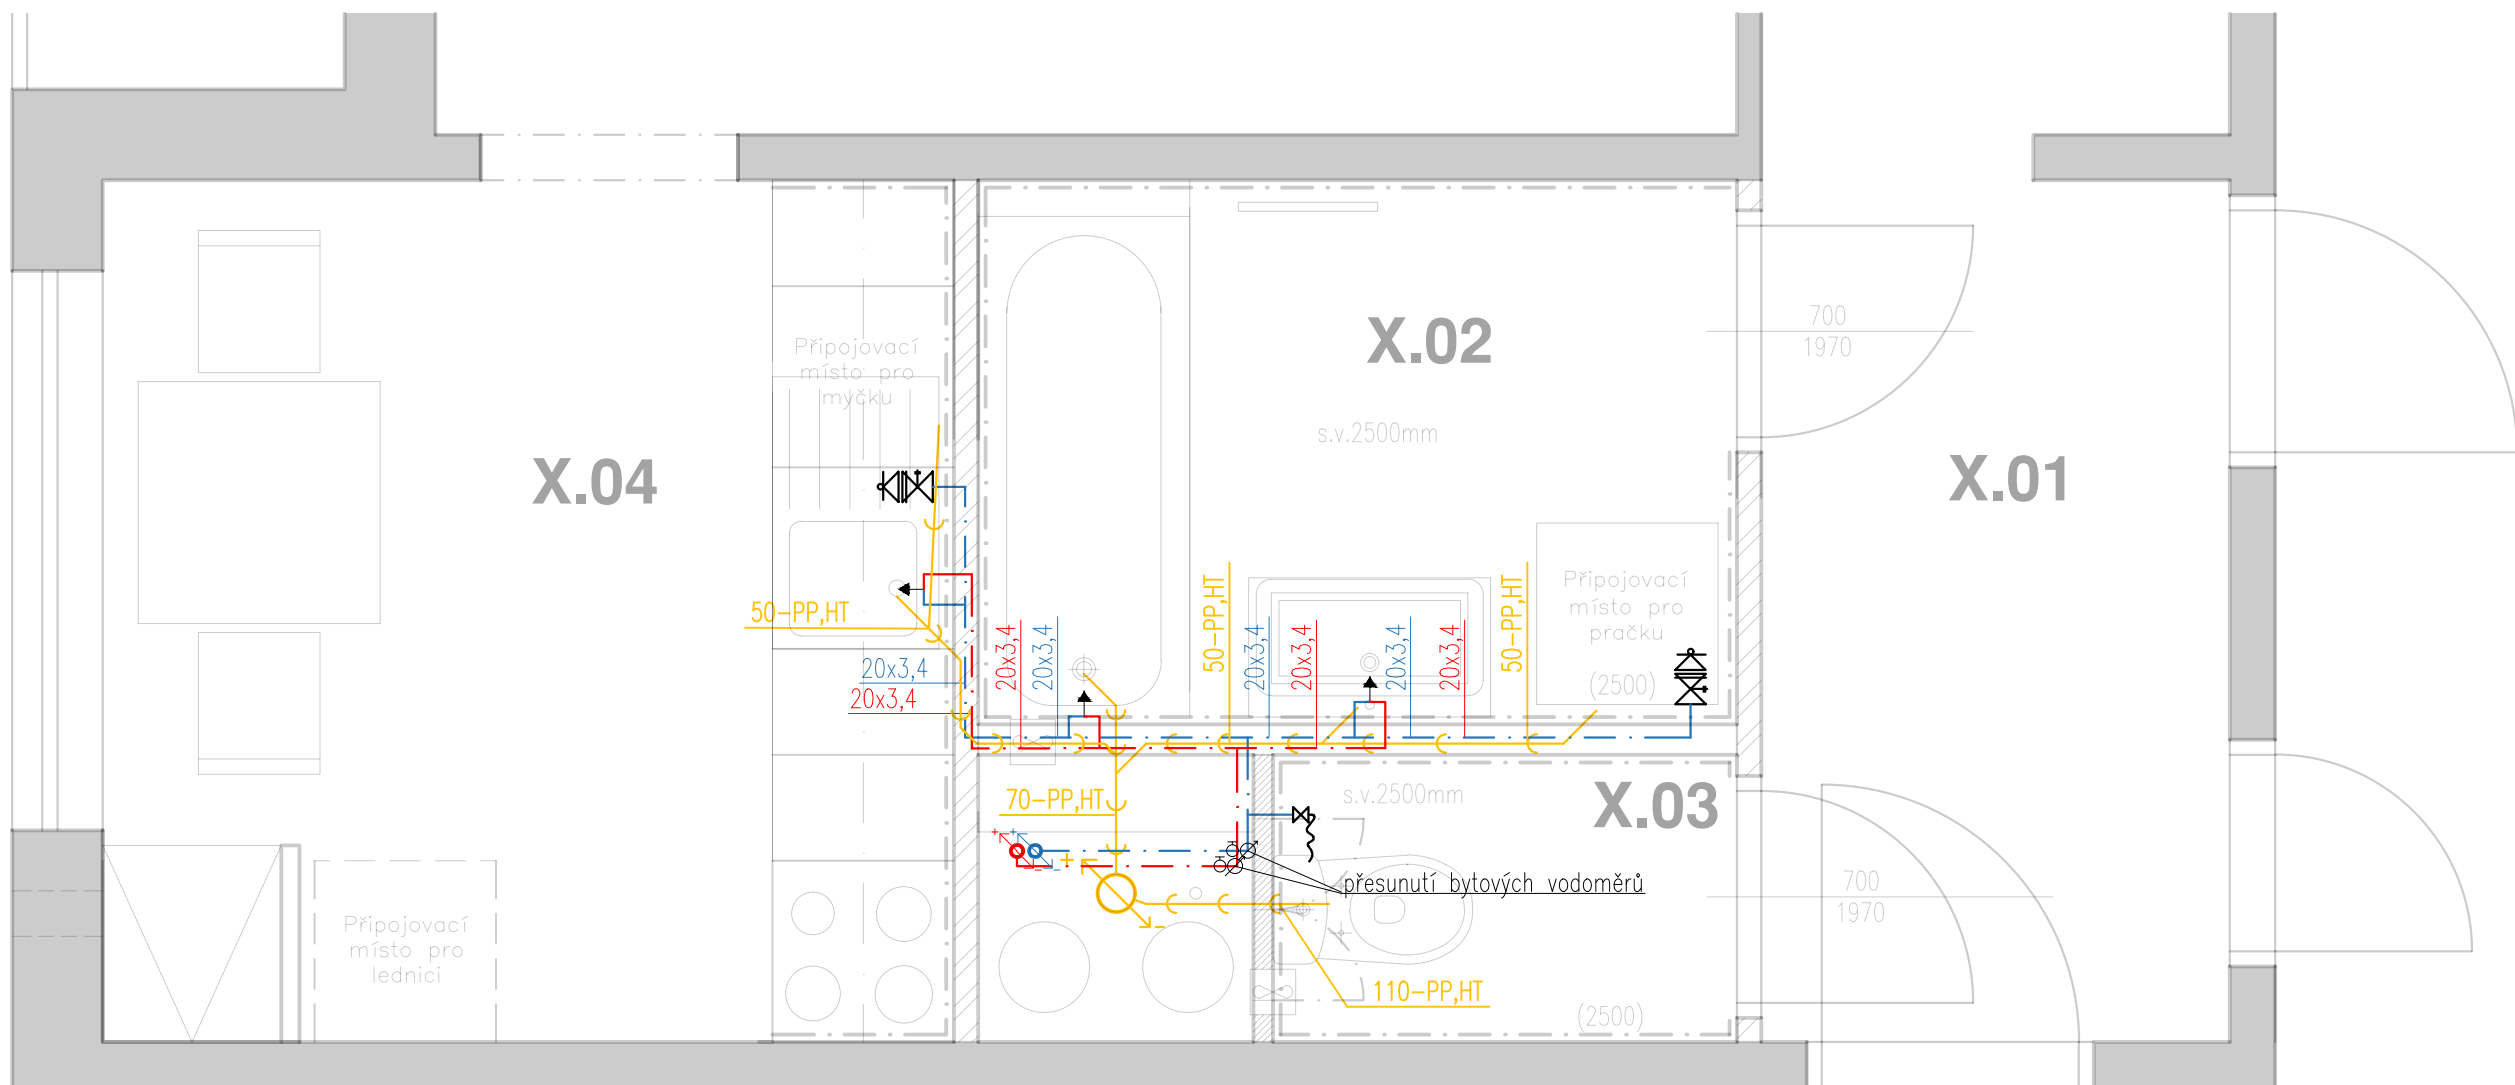 X.04
Připojovací
místo pro
myčku
50-PP,HT
20x3,4
20x3,4
X.02
s.v.2500mm
700
1970
X.01
Připojovací
místo pro
pračku
(2500)
20x3,4
20x3,4
50-PP,HT
20x3,4
20x3,4
20x3,4
20x3,4
50-PP,HT
70-PP,HT
+
+
+
-
-
-
s.v.2500mm
X.03
přesunutí bytových vodoměrů
700
1970
110-PP,HT
(2500)
Připojovací
místo pro
lednici